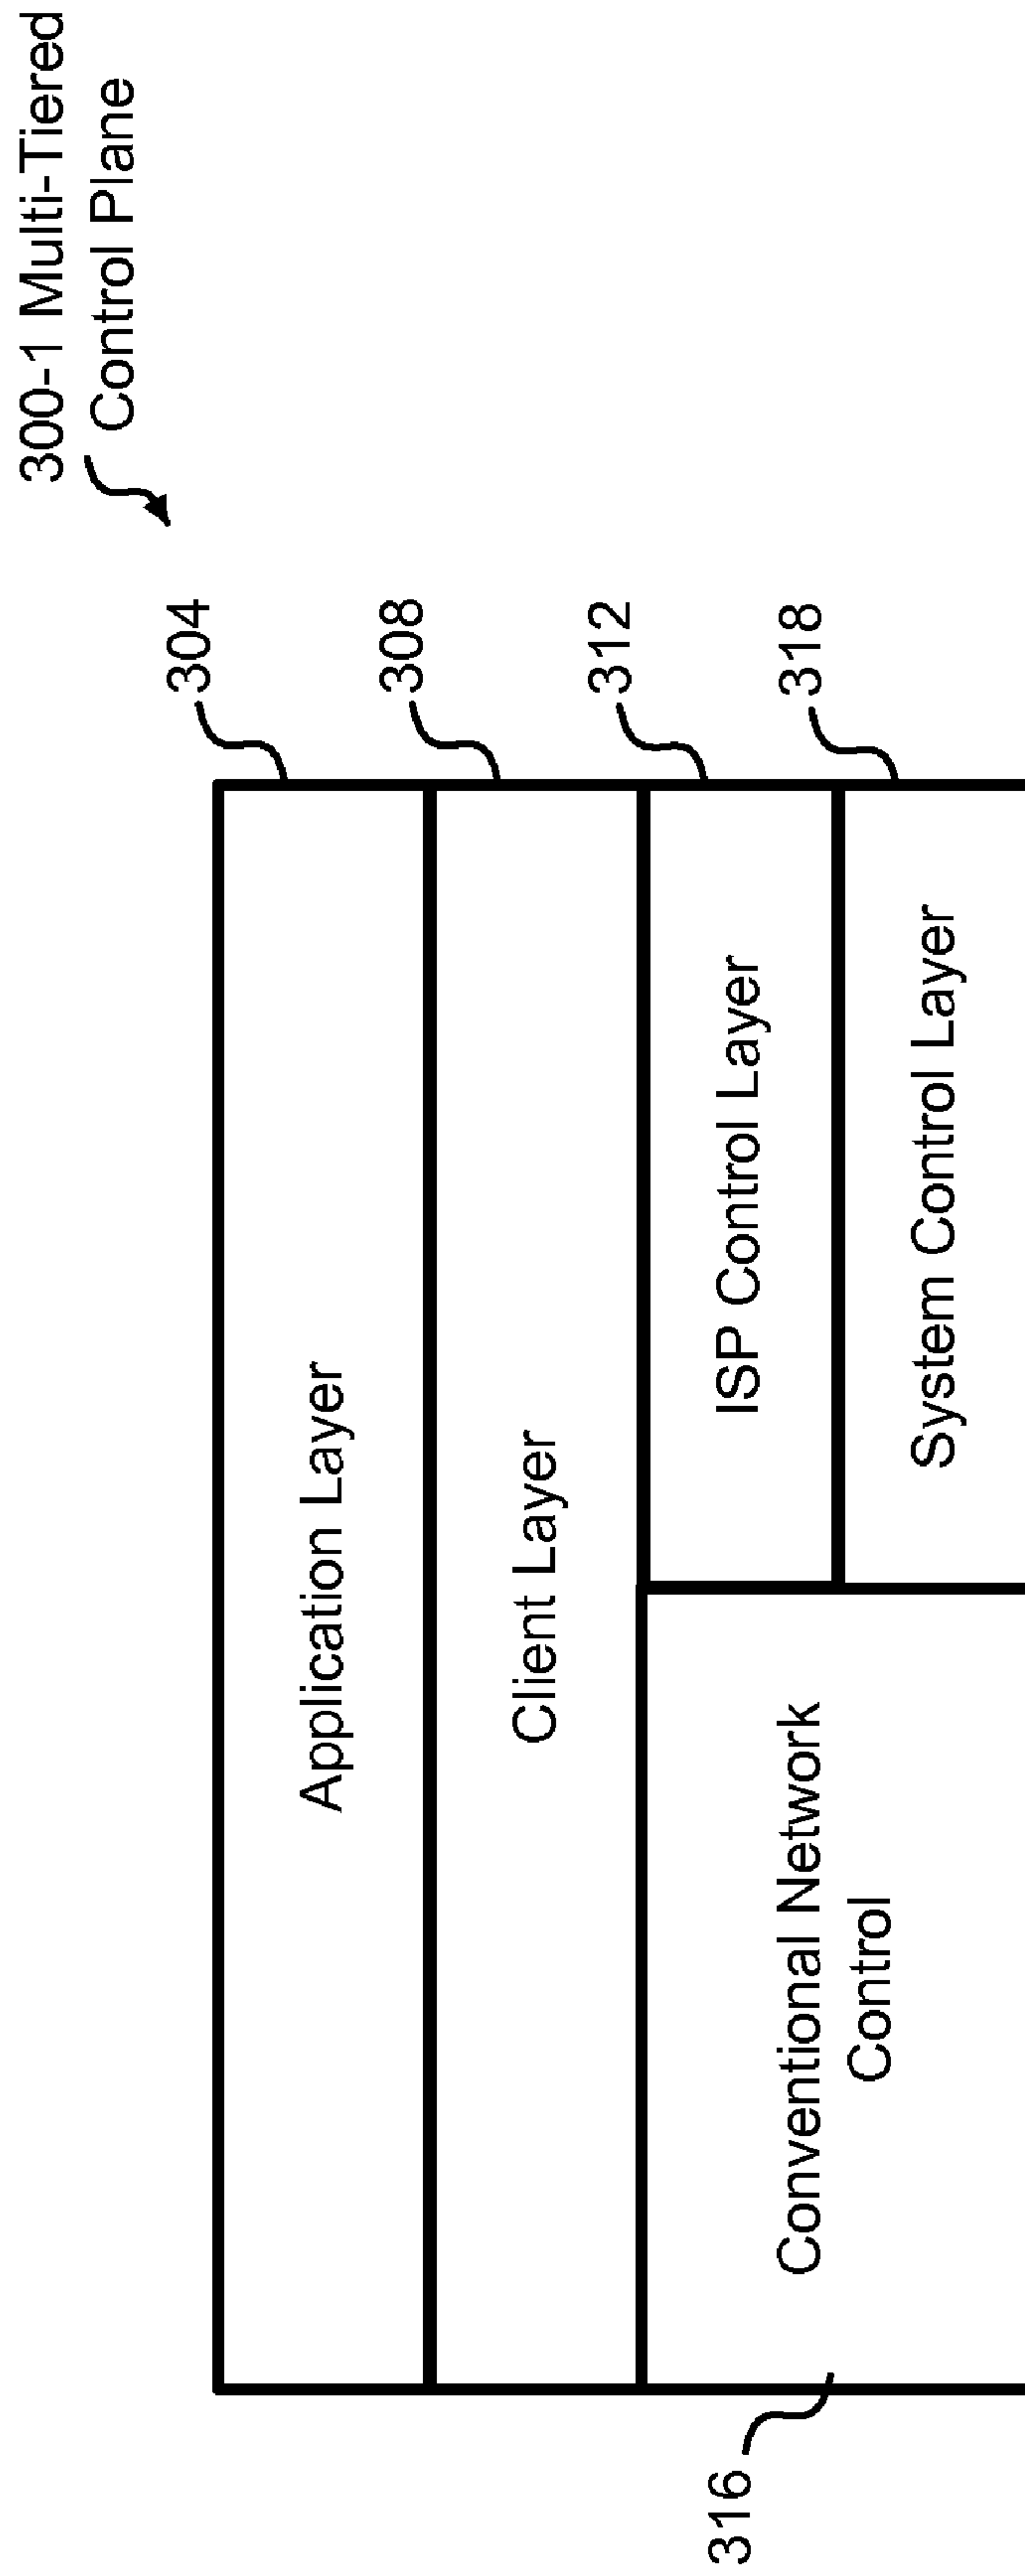 300-1 Multi-Tiered
Control Plane
304
Application Layer
308
Client Layer
312
ISP Control Layer
318
System Control Layer
316
Conventional Network
Control